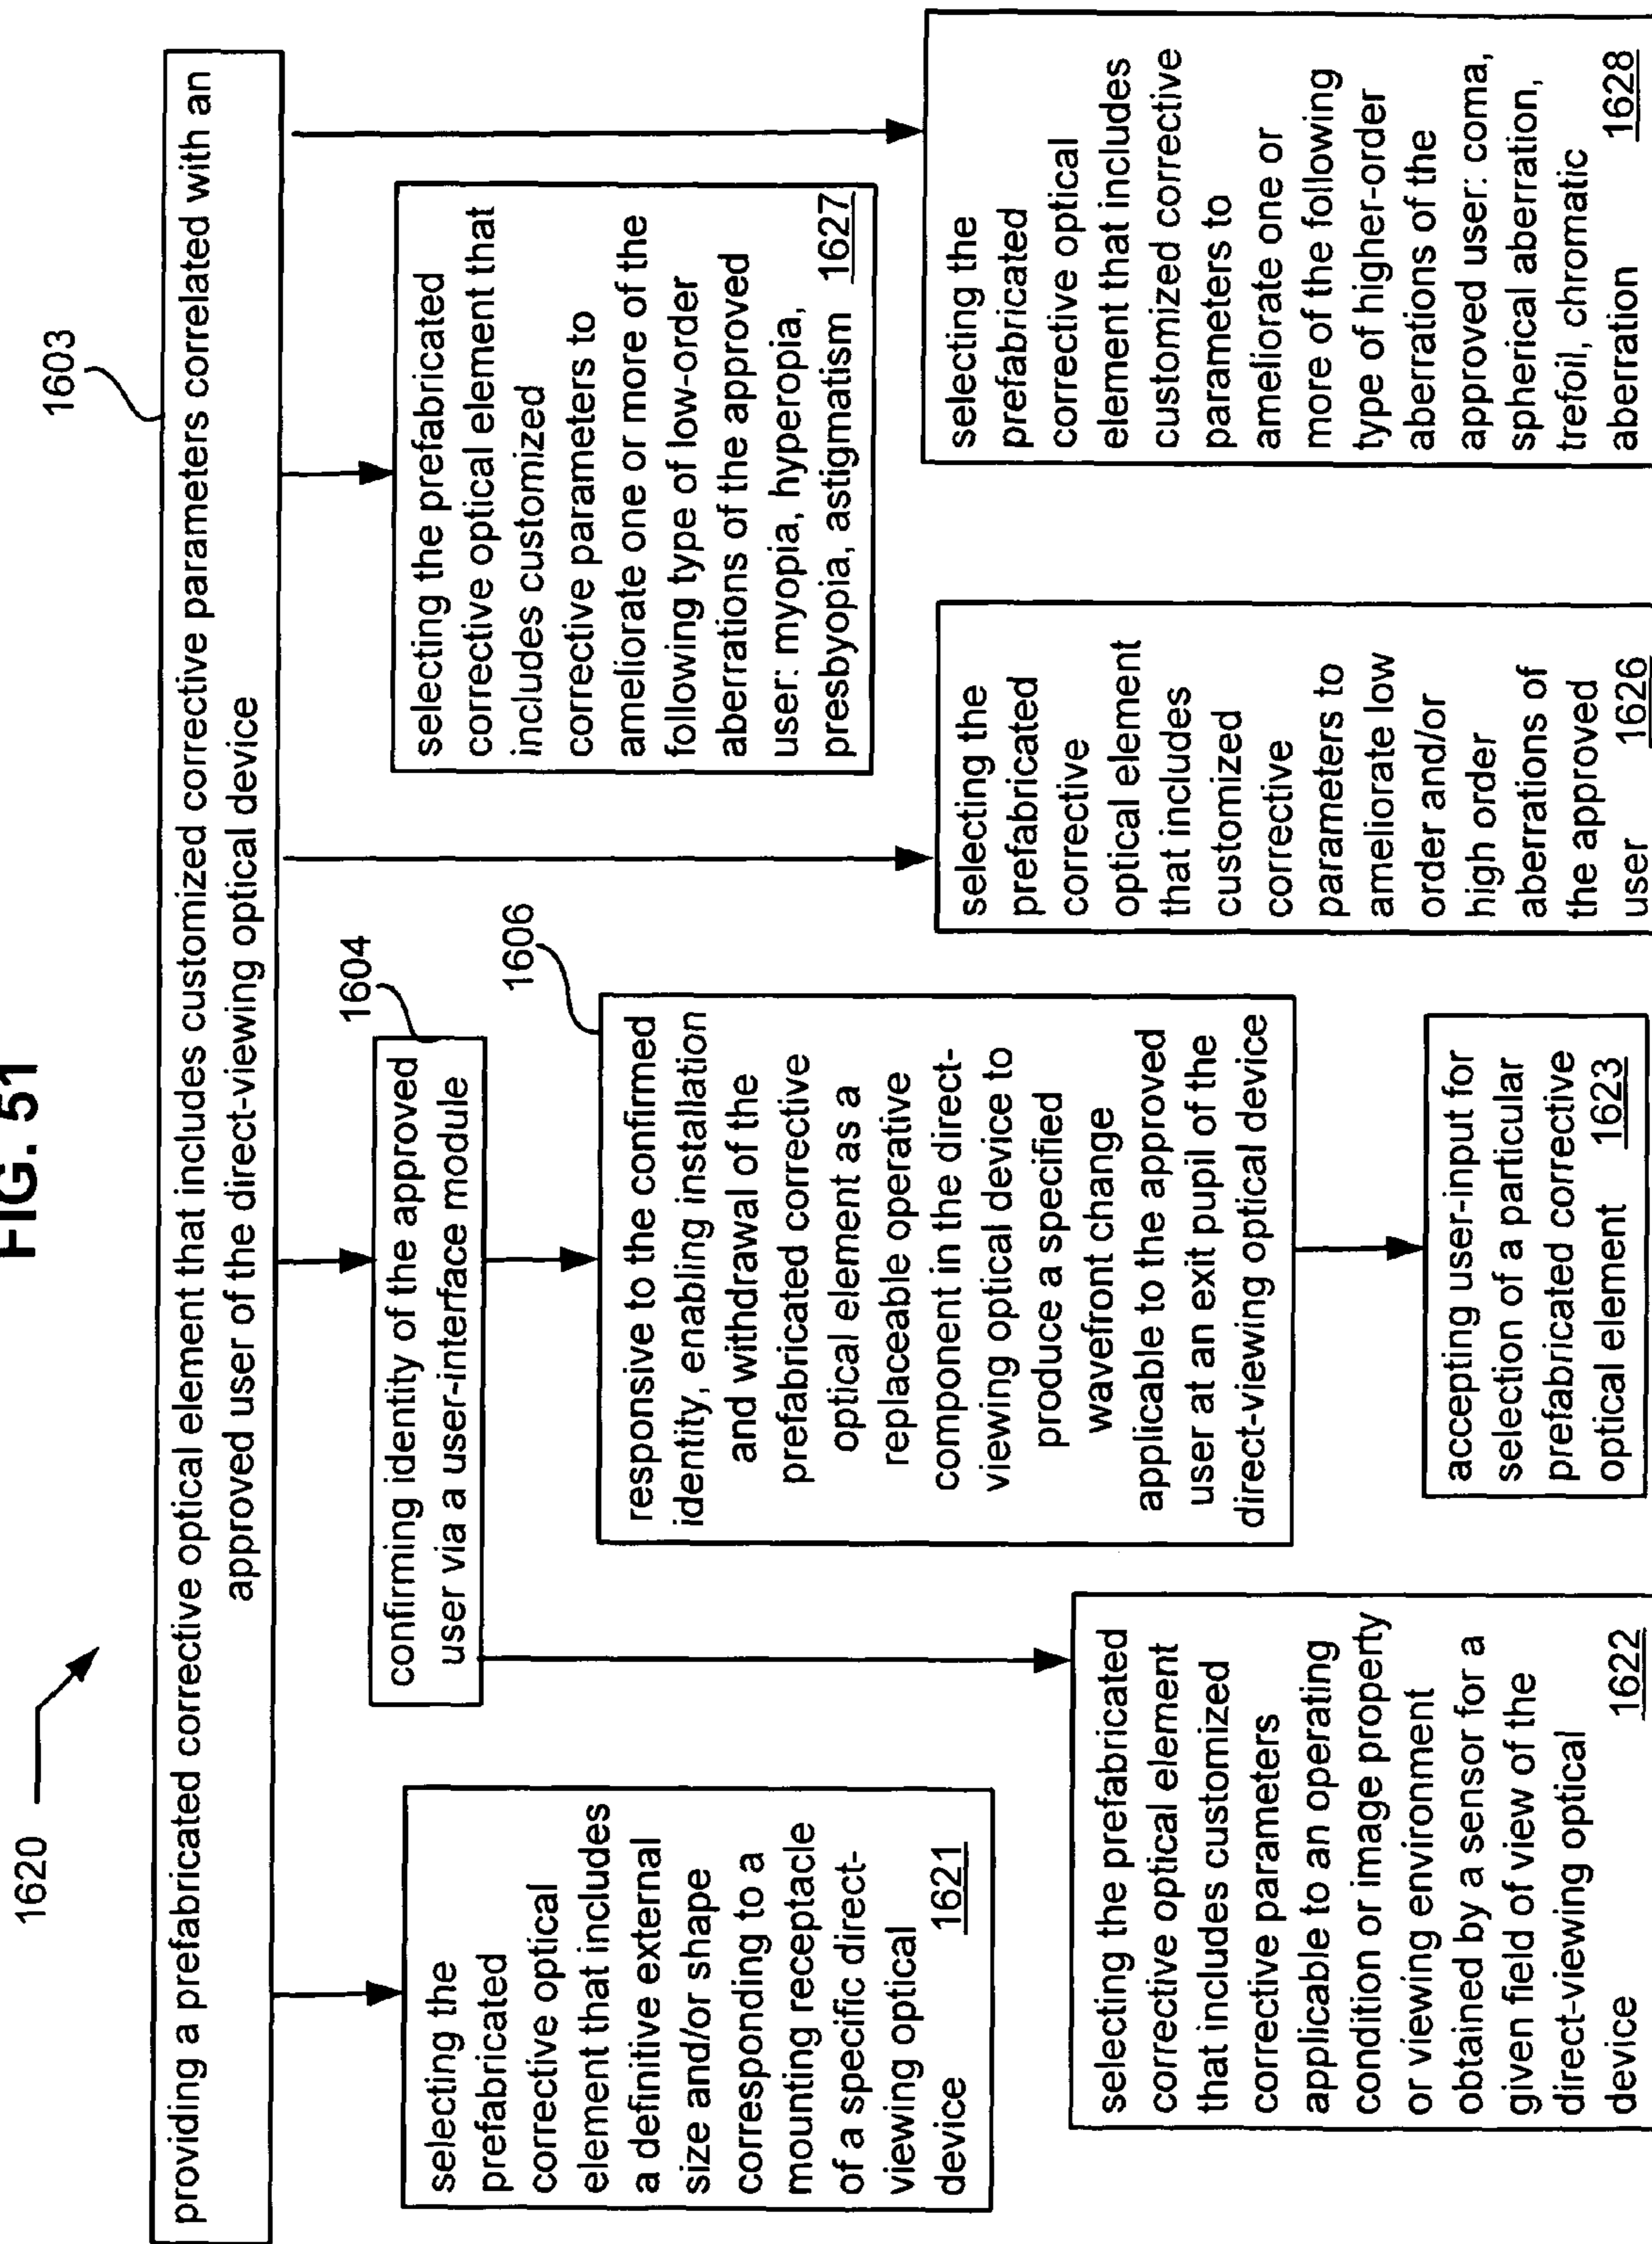 FIG. 51
1620
1603
providing a prefabricated corrective optical element that includes customized corrective parameters correlated with an
approved user of the direct-viewing optical device
selecting the
prefabricated
corrective optical
element that includes
a definitive external
size and/or shape
corresponding to a
mounting receptacle
of a specific direct-
viewing optical
device 1621
1604
confirming identity of the approved
user via a user-interface module
selecting the prefabricated
corrective optical element
that includes customized
corrective parameters
applicable to an operating
condition or image property
or viewing environment
obtained by a sensor for a
given field of view of the
direct-viewing optical
device 1622
1606
responsive to the confirmed
identity, enabling installation
and withdrawal of the
prefabricated corrective
optical element as a
replaceable operative
component in the direct-
viewing optical device to
produce a specified
wavefront change
applicable to the approved
user at an exit pupil of the
direct-viewing optical device
accepting user-input for
selection of a particular
prefabricated corrective
optical element 1623
selecting the
prefabricated
corrective
optical element
that includes
customized
corrective
parameters to
ameliorate low
order and/or
high order
aberrations of
the approved
user 1626
selecting the prefabricated
corrective optical element that
includes customized
corrective parameters to
ameliorate one or more of the
following type of low-order
aberrations of the approved
user: myopia, hyperopia,
presbyopia, astigmatism 1627
selecting the
prefabricated
corrective optical
element that includes
customized corrective
parameters to
ameliorate one or
more of the following
type of higher-order
aberrations of the
approved user: coma,
spherical aberration,
trefoil, chromatic
aberration 1628